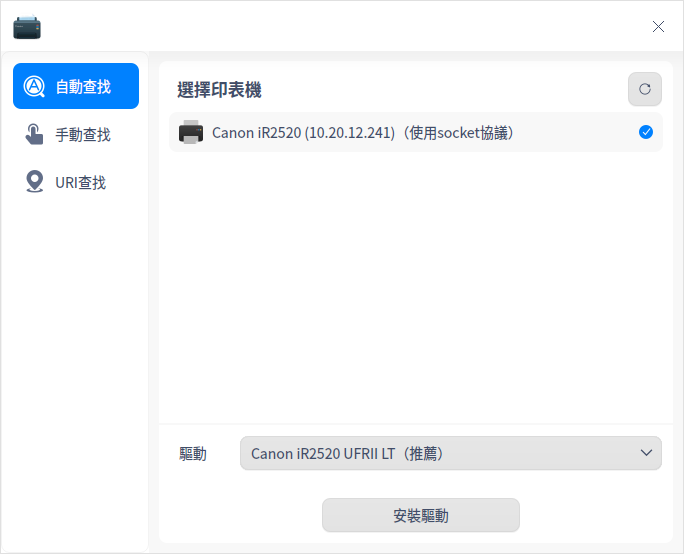 自動查找
手動查找
URI查找
選擇印表機
Canon iR2520 (10.20.12.241)（使用socket協議）
驅動
Canon iR2520 UFRII LT（推薦）
安裝驅動